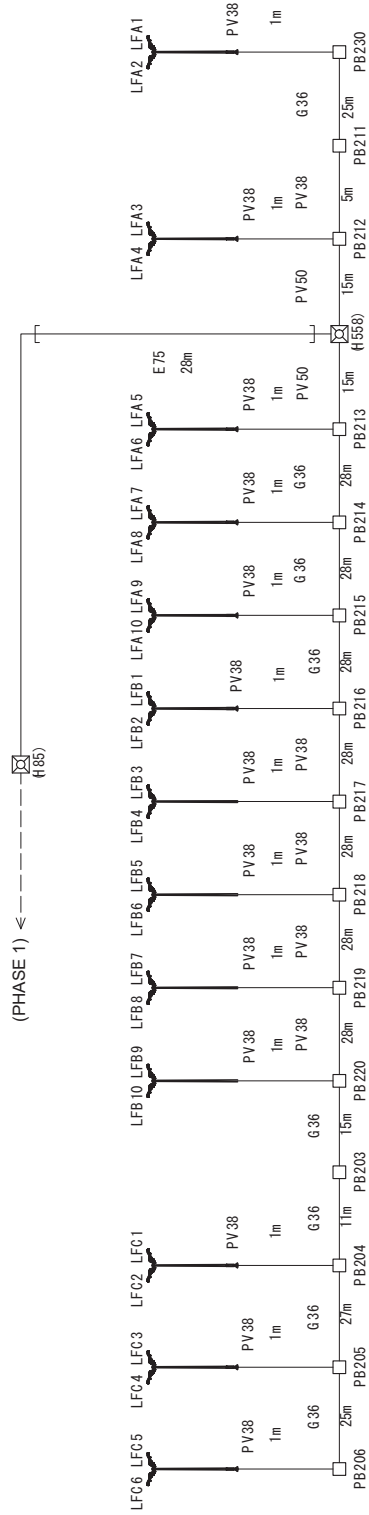 (PHASE 1)
(H85)
E75
28m
LFC6 LFC5
LFC4 LFC3
LFC2 LFC1
LFB10 LFB9
LFB8 LFB7
LFB6 LFB5
LFB4 LFB3
LFB2 LFB1
LFA10 LFA9
LFA8 LFA7
LFA6 LFA5
LFA4 LFA3
LFA2 LFA1
PV38
1m
G36
25m
PV38
1m
G36
27m
PV38
1m
G36
11m
G36
15m
PV38
1m
PV38
28m
PV38
1m
PV38
28m
PV38
1m
PV38
28m
PV38
1m
PV38
28m
PV38
1m
G36
28m
PV38
1m
G36
28m
PV38
1m
G36
28m
PV38
1m
PV50
15m
PV50
15m
PV38
1m
PV38
5m
G36
25m
PV38
1m
PB206
PB205
PB204
PB203
PB220
PB219
PB218
PB217
PB216
PB215
PB214
PB213
(H558)
PB212
PB211
PB230